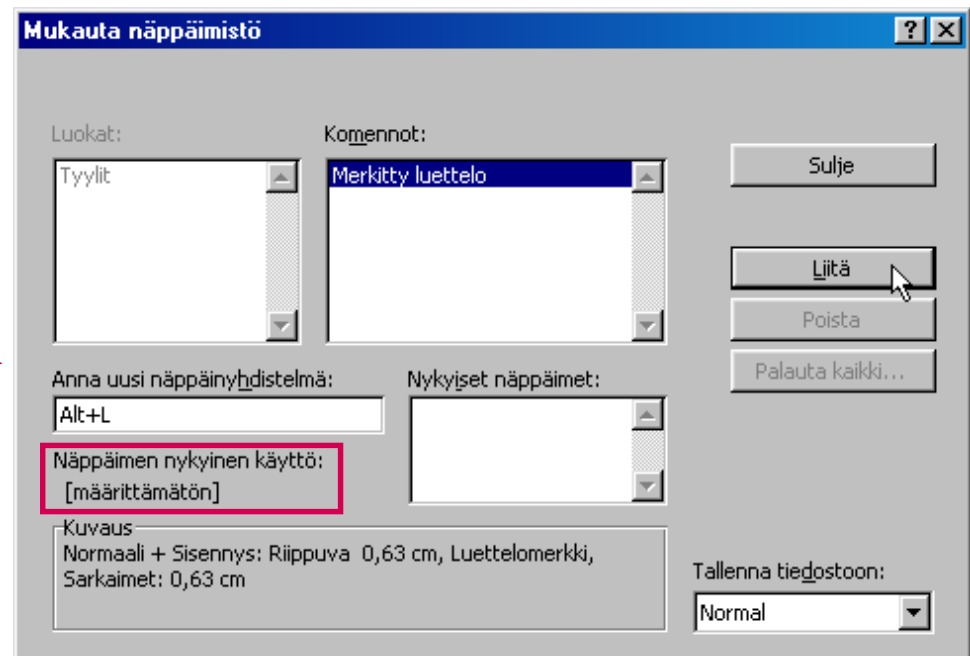 Mukauta näppäimistö
Luokat:
Komennot:
Tyylit
Merkitty luettelo
Sulje
Liitä
Poista
Palauta kaikki...
Anna uusi näppäinyhdistelmä:
Nykyiset näppäimet:
Alt+L
Näppäimen nykyinen käyttö:
[määrittämätön]
Kuvaus
Normaali + Sisennys: Riippuva 0,63 cm, Luettelomerkki,
Sarkaimet: 0,63 cm
Tallenna tiedostoon:
Normal